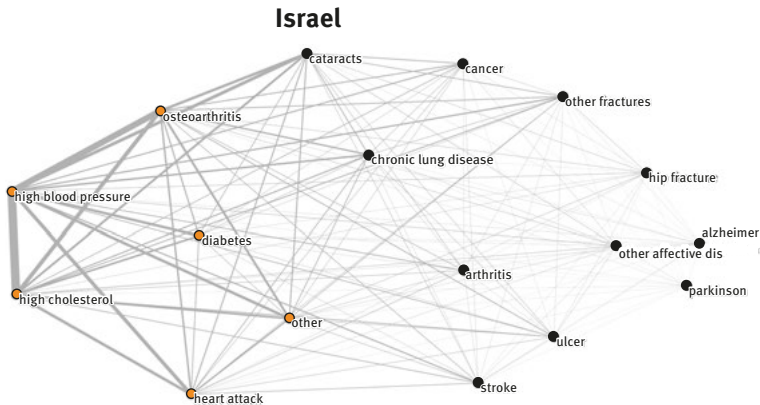 Israel
cataracts
cancer
other fractures
osteoarthritis
chronic lung disease
hip fracture
high blood pressure
diabetes
alzheimer
other affective dis
arthritis
parkinson
high cholesterol
other
ulcer
stroke
heart attack